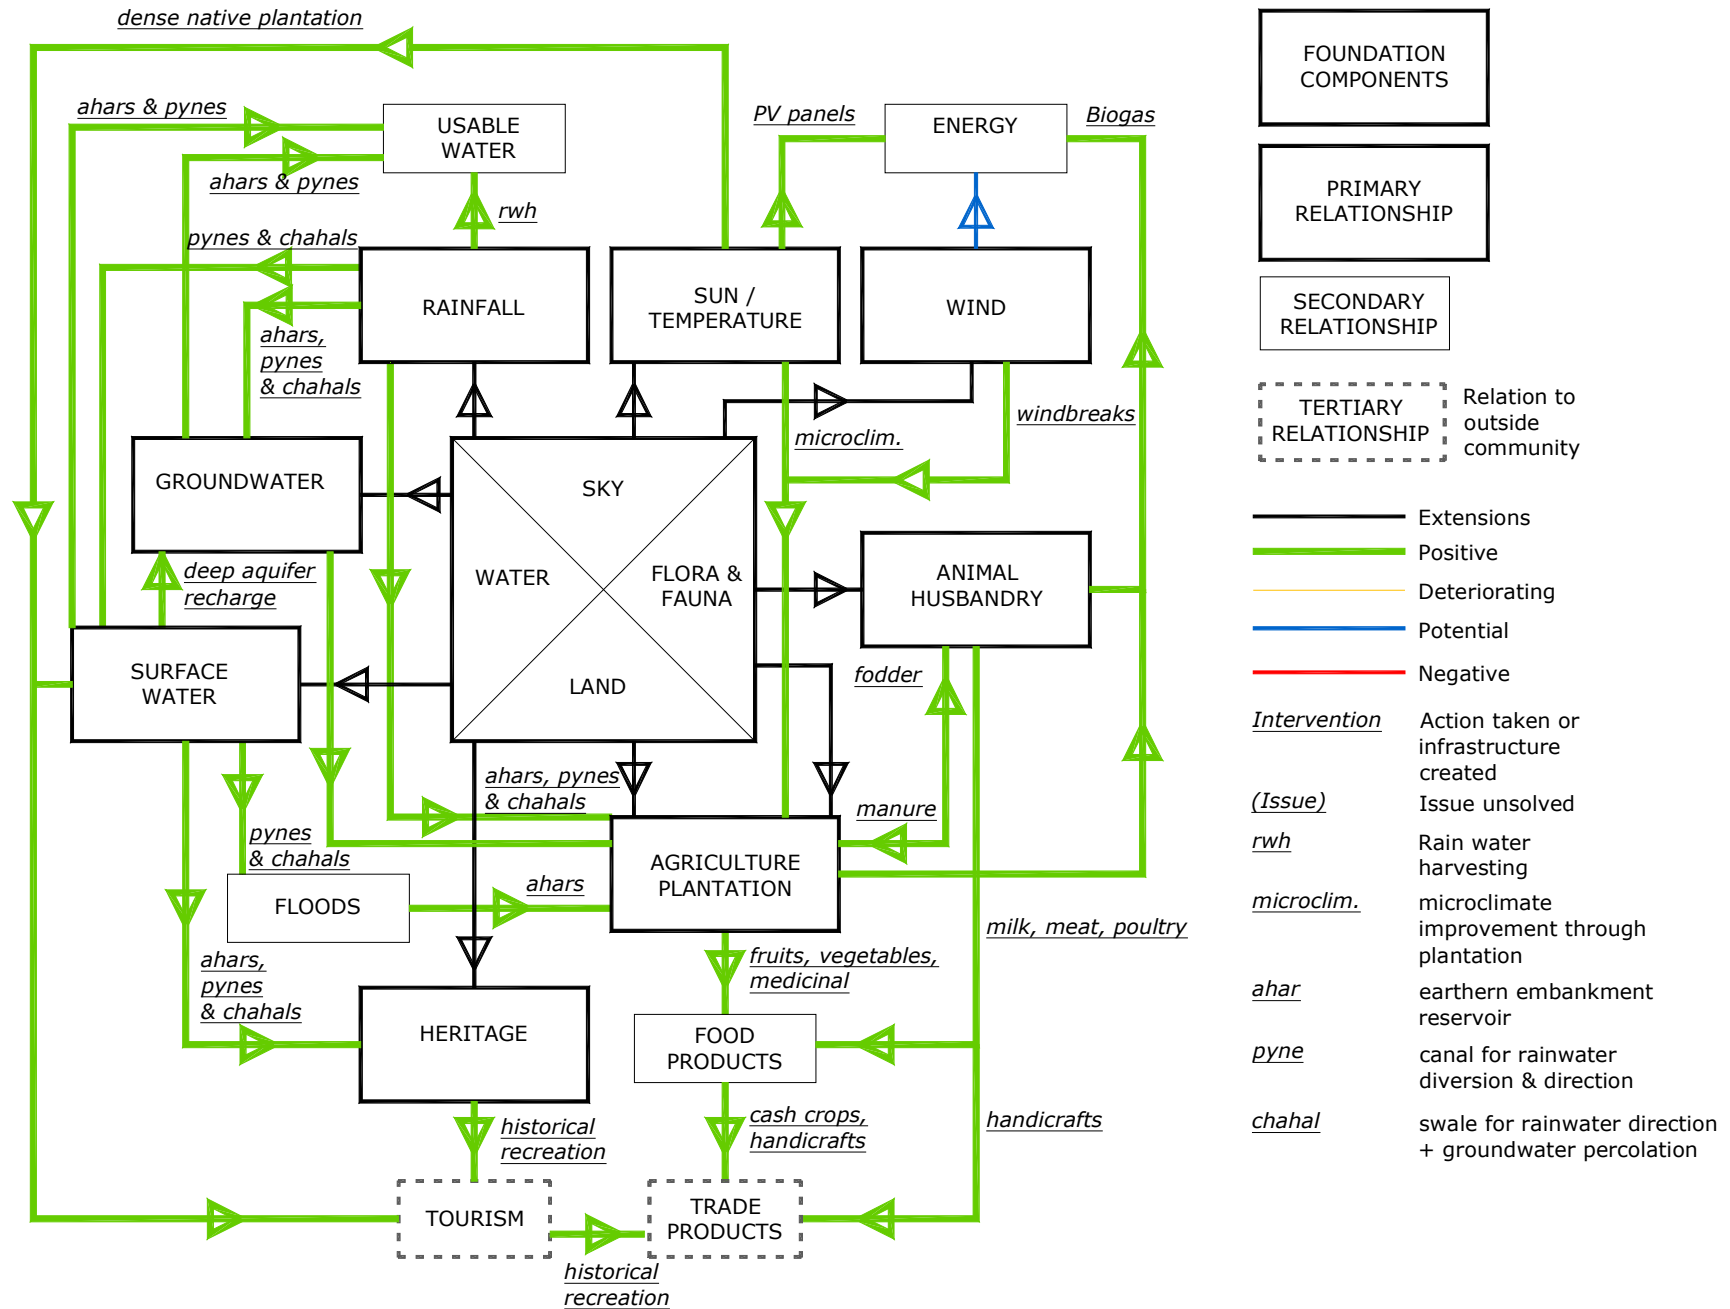 dense native plantation
ahars & pynes
USABLE
WATER
ahars & pynes
rwh
PV panels
ENERGY
Biogas
pynes & chahals
RAINFALL
SUN /
TEMPERATURE
WIND
ahars,
pynes
& chahals
microclim.
windbreaks
GROUNDWATER
SKY
WATER
FLORA &
FAUNA
LAND
ANIMAL
HUSBANDRY
deep aquifer
recharge
SURFACE
WATER
fodder
ahars, pynes
& chahals
manure
pynes
& chahals
AGRICULTURE
PLANTATION
FLOODS
ahars
milk, meat, poultry
fruits, vegetables,
medicinal
ahars,
pynes
& chahals
HERITAGE
FOOD
PRODUCTS
cash crops,
handicrafts
handicrafts
historical
recreation
TOURISM
TRADE
PRODUCTS
historical
recreation
FOUNDATION
COMPONENTS
PRIMARY
RELATIONSHIP
SECONDARY
RELATIONSHIP
TERTIARY
RELATIONSHIP
Relation to
outside
community
Extensions
Positive
Deteriorating
Potential
Negative
Intervention
Action taken or
infrastructure
created
(Issue)
Issue unsolved
rwh
Rain water
harvesting
microclim.
microclimate
improvement through
plantation
ahar
earthern embankment
reservoir
pyne
canal for rainwater
diversion & direction
chahal
swale for rainwater direction
+ groundwater percolation